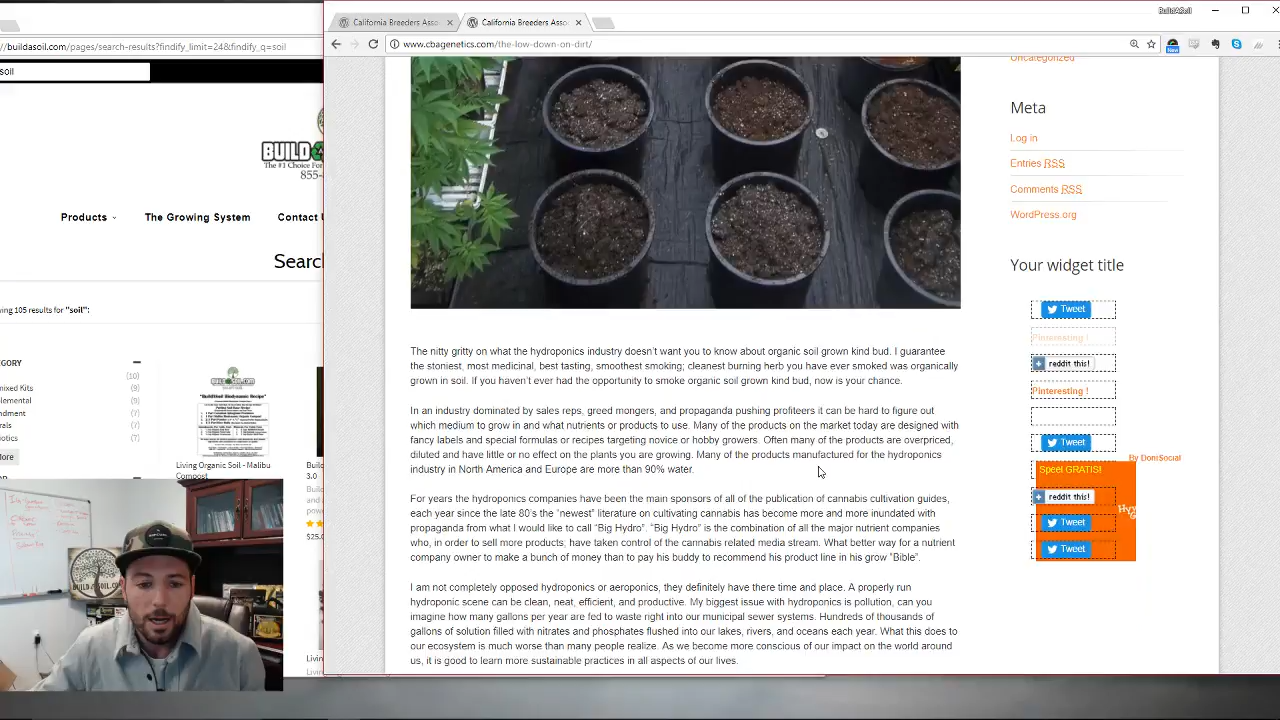 BuildASoil
California Breeders Asso
California Breeders Asso
//buildasoil.com/pages/search-results?findify_limit=24&findify_q=soil
www.cbagenetics.com/the-low-down-on-dirt/
New
soil
BUILD
The #1 Choice For
855-
Products
The Growing System
Contact
Searc
ing 105 results for "soil":
ATEGORY
(10)
(9)
(9)
Living Organic Soil - Malibu
Compost
3.0
$25.0
Uncategorized
Meta
Log in
Entries RSS
Comments RSS
WordPress.org
Your widget title
Tweet
Pinteresting !
reddit this!
Pinteresting !
Tweet
By DoniSocial
Speel GRATIS!
reddit this!
Tweet
Tweet
The nitty gritty on what the hydroponics industry doesn't want you to know about organic soil grown kind bud. I guarantee
the stoniest, most medicinal, best tasting, smoothest smoking; cleanest burning herb you have ever smoked was organically
grown in soil. If you haven't ever had the opportunity to smoke organic soil grown kind bud, now is your chance.
In an industry dominated by sales reps, greed mongers and propaganda pushing profiteers it can be hard to figure out
which medium to grow in and what nutrients or products to use. Many of the products on the market today are designed with
fancy labels and secret formulas or recipes targeting newer hobby growers. Often many of the products are overpriced,
diluted and have little or no effect on the plants you are growing. Many of the products manufactured for the hydroponics
industry in North America and Europe are more than 90% water.
For years the hydroponics companies have been the main sponsors of all of the publication of cannabis cultivation guides,
each year since the late 80's the "newest" literature on cultivating cannabis has become more and more inundated with
propaganda from what I would like to call "Big Hydro". "Big Hydro" is the combination of all the major nutrient companies
who, in order to sell more products; have taken control of the cannabis related media stream. What better way for a nutrient
company owner to make a bunch of money than to pay his buddy to recommend his product line in his grow "Bible".
I am not completely opposed hydroponics or aeroponics, they definitely have there time and place. A properly run
hydroponic scene can be clean, neat, efficient, and productive. My biggest issue with hydroponics is pollution, can you
imagine how many gallons per year are fed to waste right into our municipal sewer systems. Hundreds of thousands of
gallons of solution filled with nitrates and phosphates flushed into our lakes, rivers, and oceans each year. What this does to
our ecosystem is much worse than many people realize. As we become more conscious of our impact on the world around
us, it is good to learn more sustainable practices in all aspects of our lives.